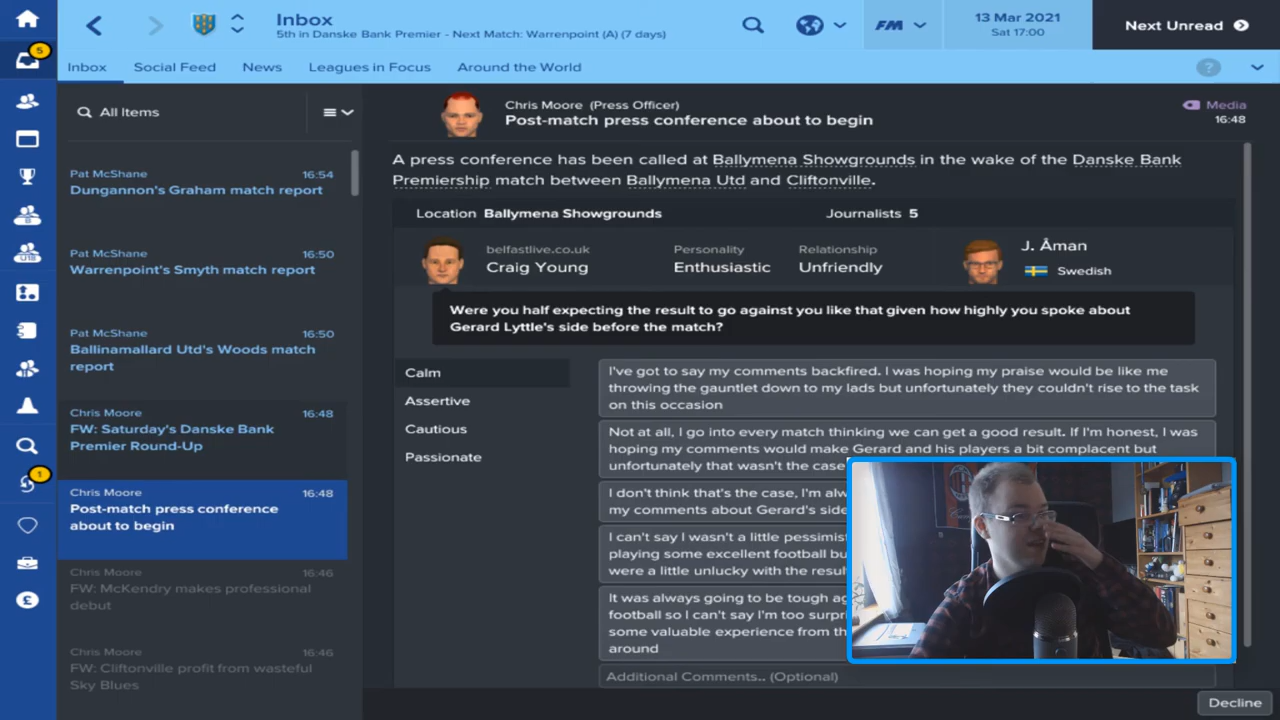 5
Inbox
5th in Danske Bank Premier - Next Match: Warrenpoint (A) (7 days)
FM
13 Mar 2021
Sat 17:00
Next Unread
Inbox
Social Feed
News
Leagues in Focus
Around the World
?
All Items
Pat McShane 16:54
Dungannon's Graham match report
Pat McShane 16:50
Warrenpoint's Smyth match report
Pat McShane 16:50
Ballinamallard Utd's Woods match
report
Chris Moore 16:48
FW: Saturday's Danske Bank
Premier Round-Up
Chris Moore 16:48
Post-match press conference
about to begin
Chris Moore 16:46
FW: McKendry makes professional
debut
Chris Moore 16:46
FW: Cliftonville profit from wasteful
Sky Blues
U18
1
£
Chris Moore (Press Officer)
Post-match press conference about to begin
Media
16:48
A press conference has been called at Ballymena Showgrounds in the wake of the Danske Bank
Premiership match between Ballymena Utd and Cliftonville.
Location Ballymena Showgrounds
Journalists 5
belfastlive.co.uk
Craig Young
Personality
Enthusiastic
Relationship
Unfriendly
J. Åman
Swedish
Were you half expecting the result to go against you like that given how highly you spoke about
Gerard Lyttle's side before the match?
Calm
Assertive
Cautious
Passionate
I've got to say my comments backfired. I was hoping my praise would be like me
throwing the gauntlet down to my lads but unfortunately they couldn't rise to the task
on this occasion
Not at all, I go into every match thinking we can get a good result. If I'm honest, I was
hoping my comments would make Gerard and his players a bit complacent but
unfortunately that wasn't the case
I don't think that's the case, I'm
my comments about Gerard's side
I can't say I wasn't a little
playing some excellent football
were a little unlucky with the
It was always going to be tough
football so I can't say I'm too
some valuable experience from
around
Additional Comments.. (Optional)
Decline